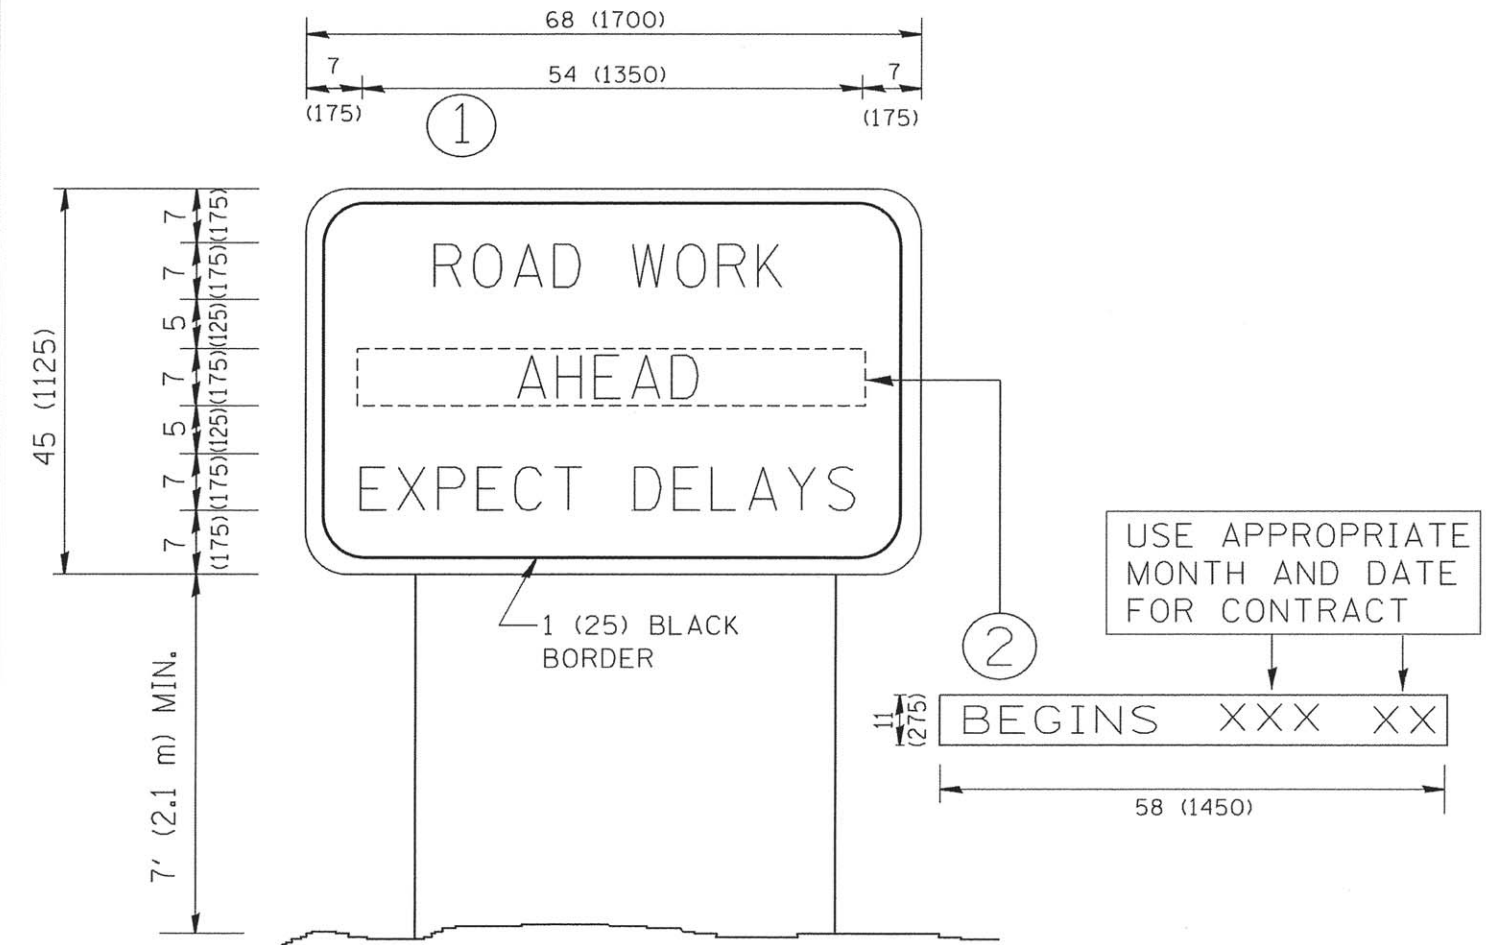 68 (1700)
7
54 (1350)
7
(175)
(175)
1
45 (1125)
7 (175)
7 (175)
5 (125)
7 (175)
5 (125)
7 (175)
7 (175)
ROAD WORK
AHEAD
EXPECT DELAYS
1 (25) BLACK
BORDER
7' (2.1 m) MIN.
USE APPROPRIATE
MONTH AND DATE
FOR CONTRACT
2
11
(275)
BEGINS XXX XX
58 (1450)